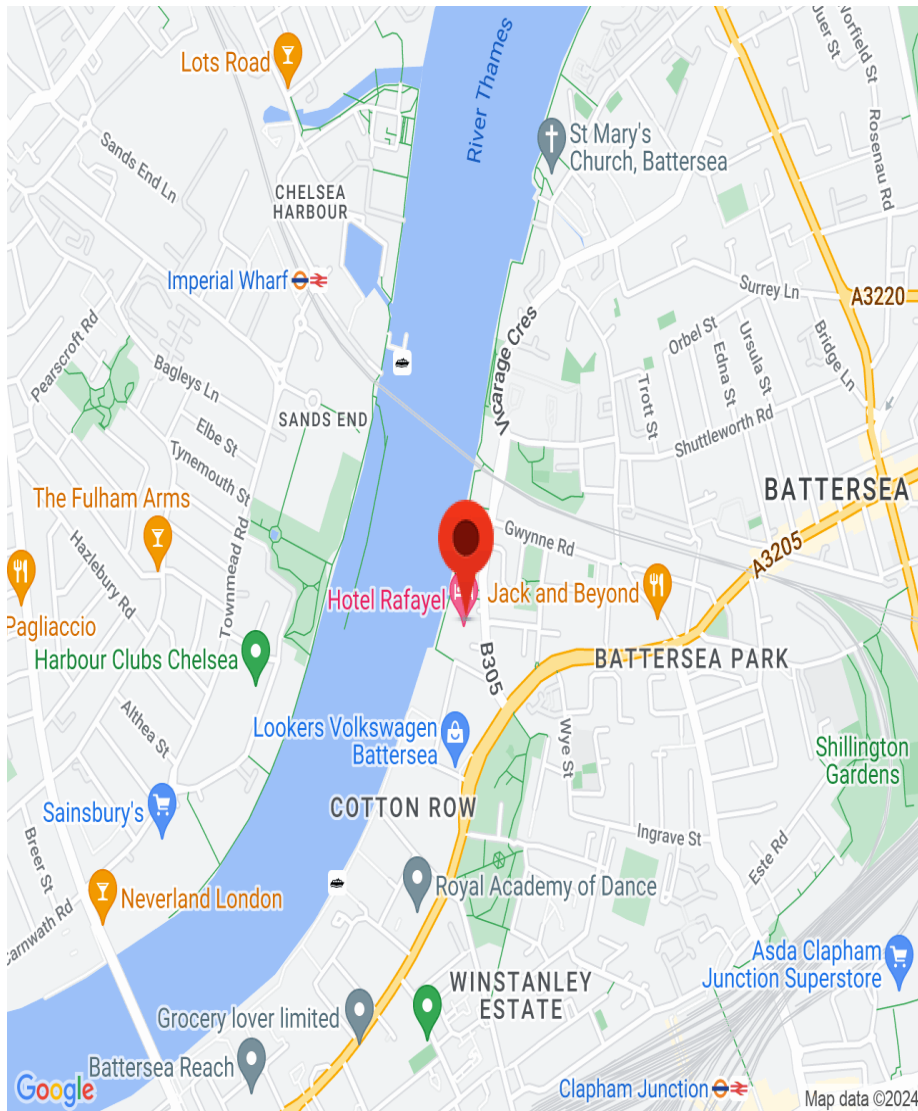 Lots Road
River Thames
Worfield St
Rosenau Rd
St Mary's
Church, Battersea
Sands End Ln
CHELSEA
HARBOUR
Imperial Wharf
Surrey Ln
A3220
Pearscroft Rd
Vicarage Cres
Orbel St
Edna St
Ursula St
Bridge Ln
Bagleys Ln
Trott St
SANDS END
Elbe St
Shuttleworth Rd
Tynemouth St
BATTERSEA
The Fulham Arms
Townmead Rd
Gwynne Rd
A3205
Hazlebury Rd
Hotel Rafayel
Jack and Beyond
Pagliaccio
Harbour Clubs Chelsea
B305
BATTERSEA PARK
Althea St
Lookers Volkswagen
Battersea
Wye St
Shillington
Gardens
Sainsbury's
COTTON ROW
Ingrave St
Este Rd
Breer St
Royal Academy of Dance
Neverland London
Carnwath Rd
Asda Clapham
Junction Superstore
WINSTANLEY
ESTATE
Grocery lover limited
Battersea Reach
Google
Clapham Junction
Map data ©2024